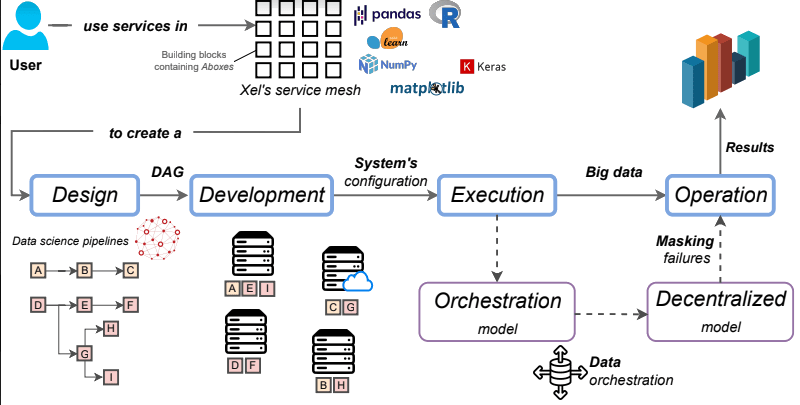 User
use services in
Building blocks
containing Aboxes
Xel's service mesh
pandas
R
learn
NumPy
K Keras
matplotlib
to create a
Design
DAG
Development
System's
configuration
Execution
Big data
Operation
Results
Data science pipelines
A B C
D E F
H
G
I
A E I
C G
D F
B H
Orchestration
model
Decentralized
model
Masking
failures
Data
orchestration